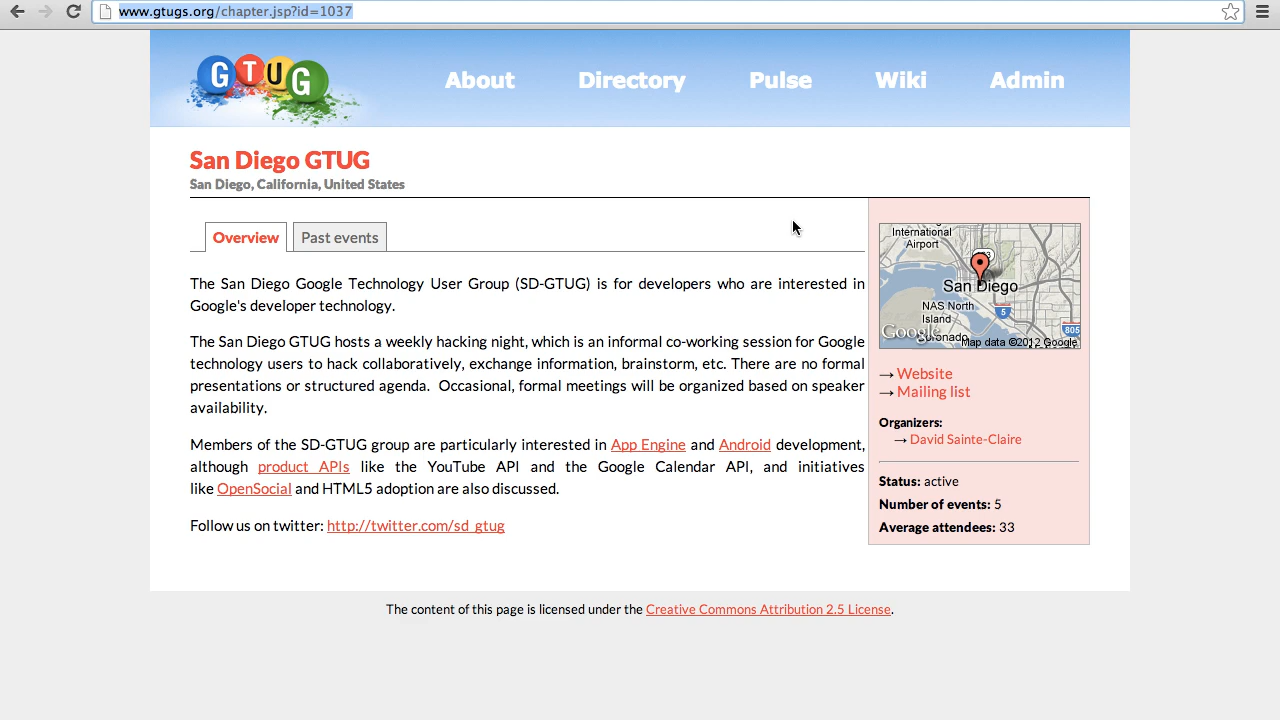 www.gtugs.org/chapter.jsp?id=1037
GTUG
About Directory Pulse Wiki Admin
San Diego GTUG
San Diego, California, United States
Overview Past events
The San Diego Google Technology User Group (SD-GTUG) is for developers who are interested in
Google's developer technology.
The San Diego GTUG hosts a weekly hacking night, which is an informal co-working session for Google
technology users to hack collaboratively, exchange information, brainstorm, etc. There are no formal
presentations or structured agenda.  Occasional, formal meetings will be organized based on speaker
availability.
Members of the SD-GTUG group are particularly interested in App Engine and Android development,
although product APIs like the YouTube API and the Google Calendar API, and initiatives
like OpenSocial and HTML5 adoption are also discussed.
Follow us on twitter: http://twitter.com/sd_gtug
International
Airport
San Diego
NAS North
Island
5
805
Google
Map data ©2012 Google
→ Website
→ Mailing list
Organizers:
→ David Sainte-Claire
Status: active
Number of events: 5
Average attendees: 33
The content of this page is licensed under the Creative Commons Attribution 2.5 License.